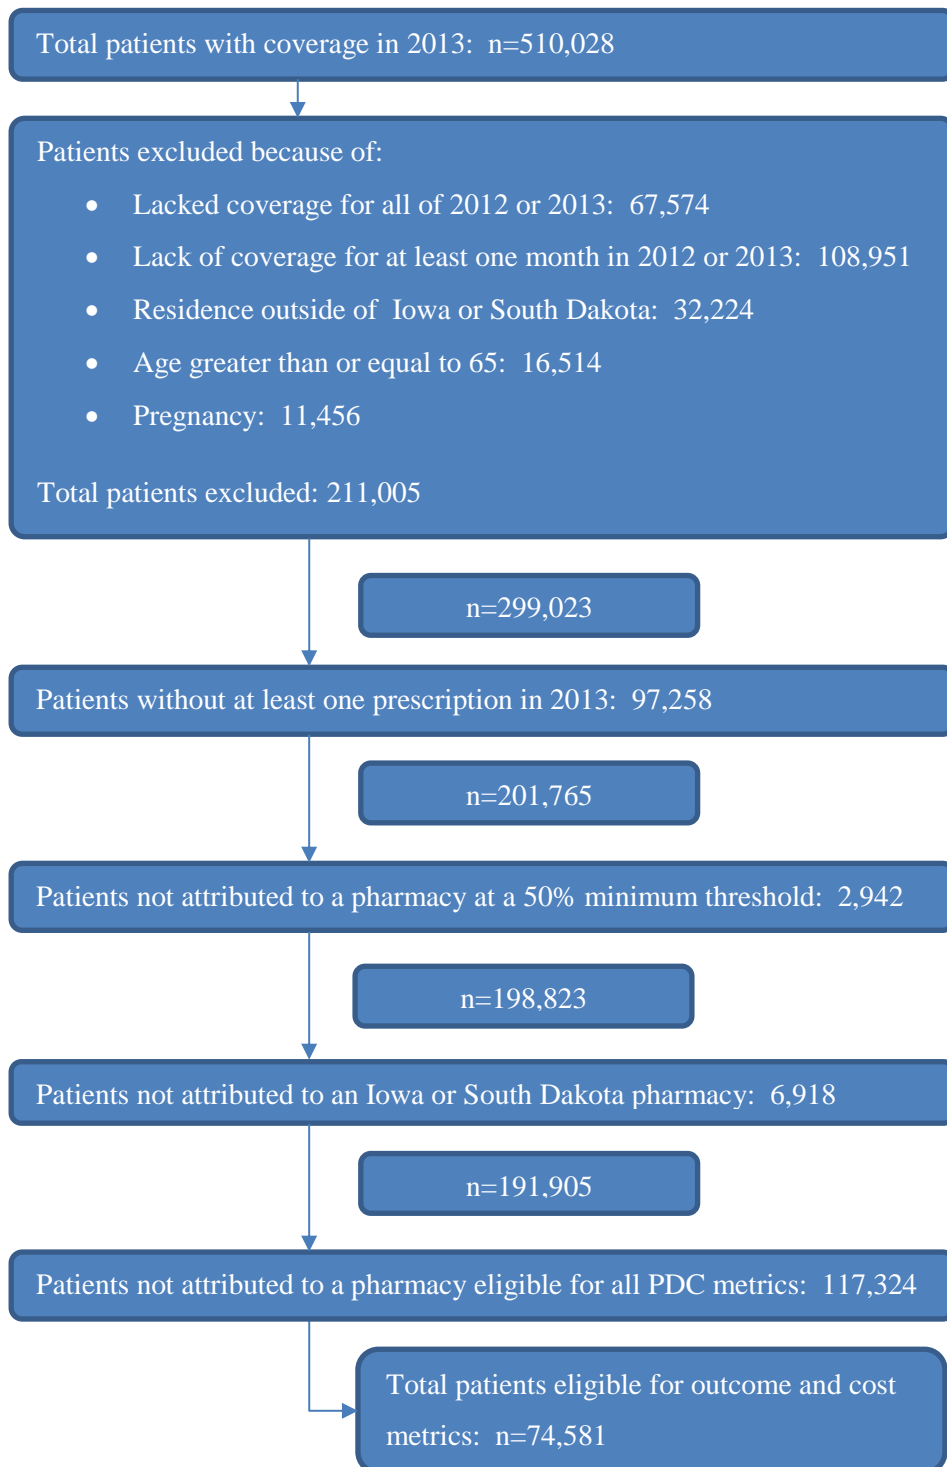 Total patients with coverage in 2013: n=510,028
Patients excluded because of:
• Lacked coverage for all of 2012 or 2013: 67,574
• Lack of coverage for at least one month in 2012 or 2013: 108,951
• Residence outside of Iowa or South Dakota: 32,224
• Age greater than or equal to 65: 16,514
• Pregnancy: 11,456
Total patients excluded: 211,005
n=299,023
Patients without at least one prescription in 2013: 97,258
n=201,765
Patients not attributed to a pharmacy at a 50% minimum threshold: 2,942
n=198,823
Patients not attributed to an Iowa or South Dakota pharmacy: 6,918
n=191,905
Patients not attributed to a pharmacy eligible for all PDC metrics: 117,324
Total patients eligible for outcome and cost
metrics: n=74,581